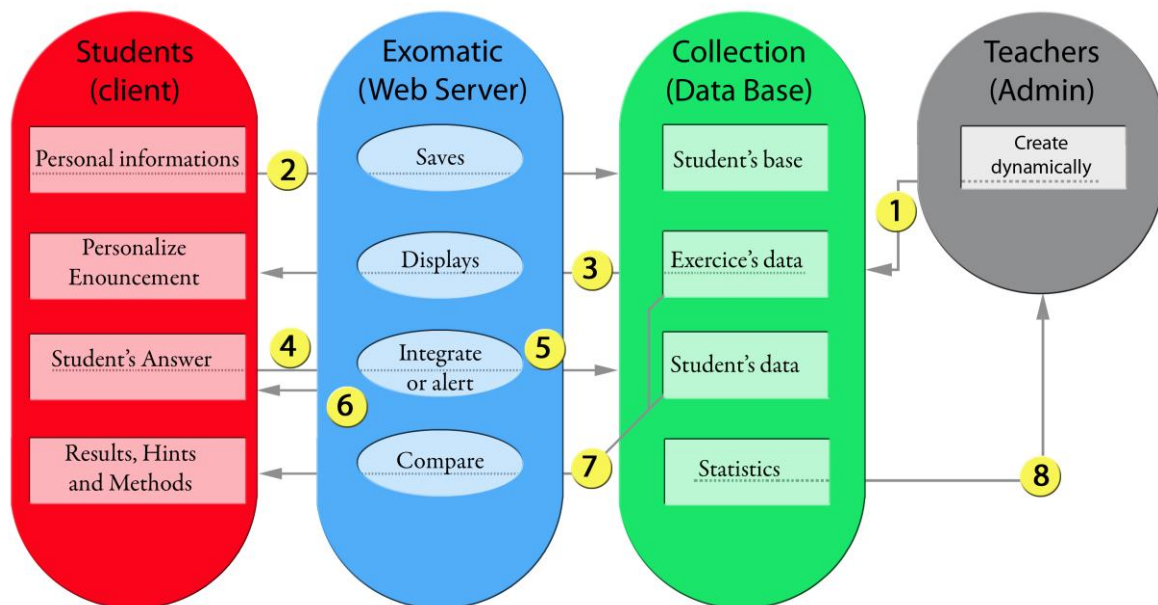 Students
(client)
Exomatic
(Web Server)
Collection
(Data Base)
Teachers
(Admin)
Personal informations
2
Saves
Student's base
Create
dynamically
1
Personalize
Enouncement
Displays
3
Exercice's data
Student's Answer
4
Integrate
or alert
5
Student's data
6
Results, Hints
and Methods
Compare
7
Statistics
8